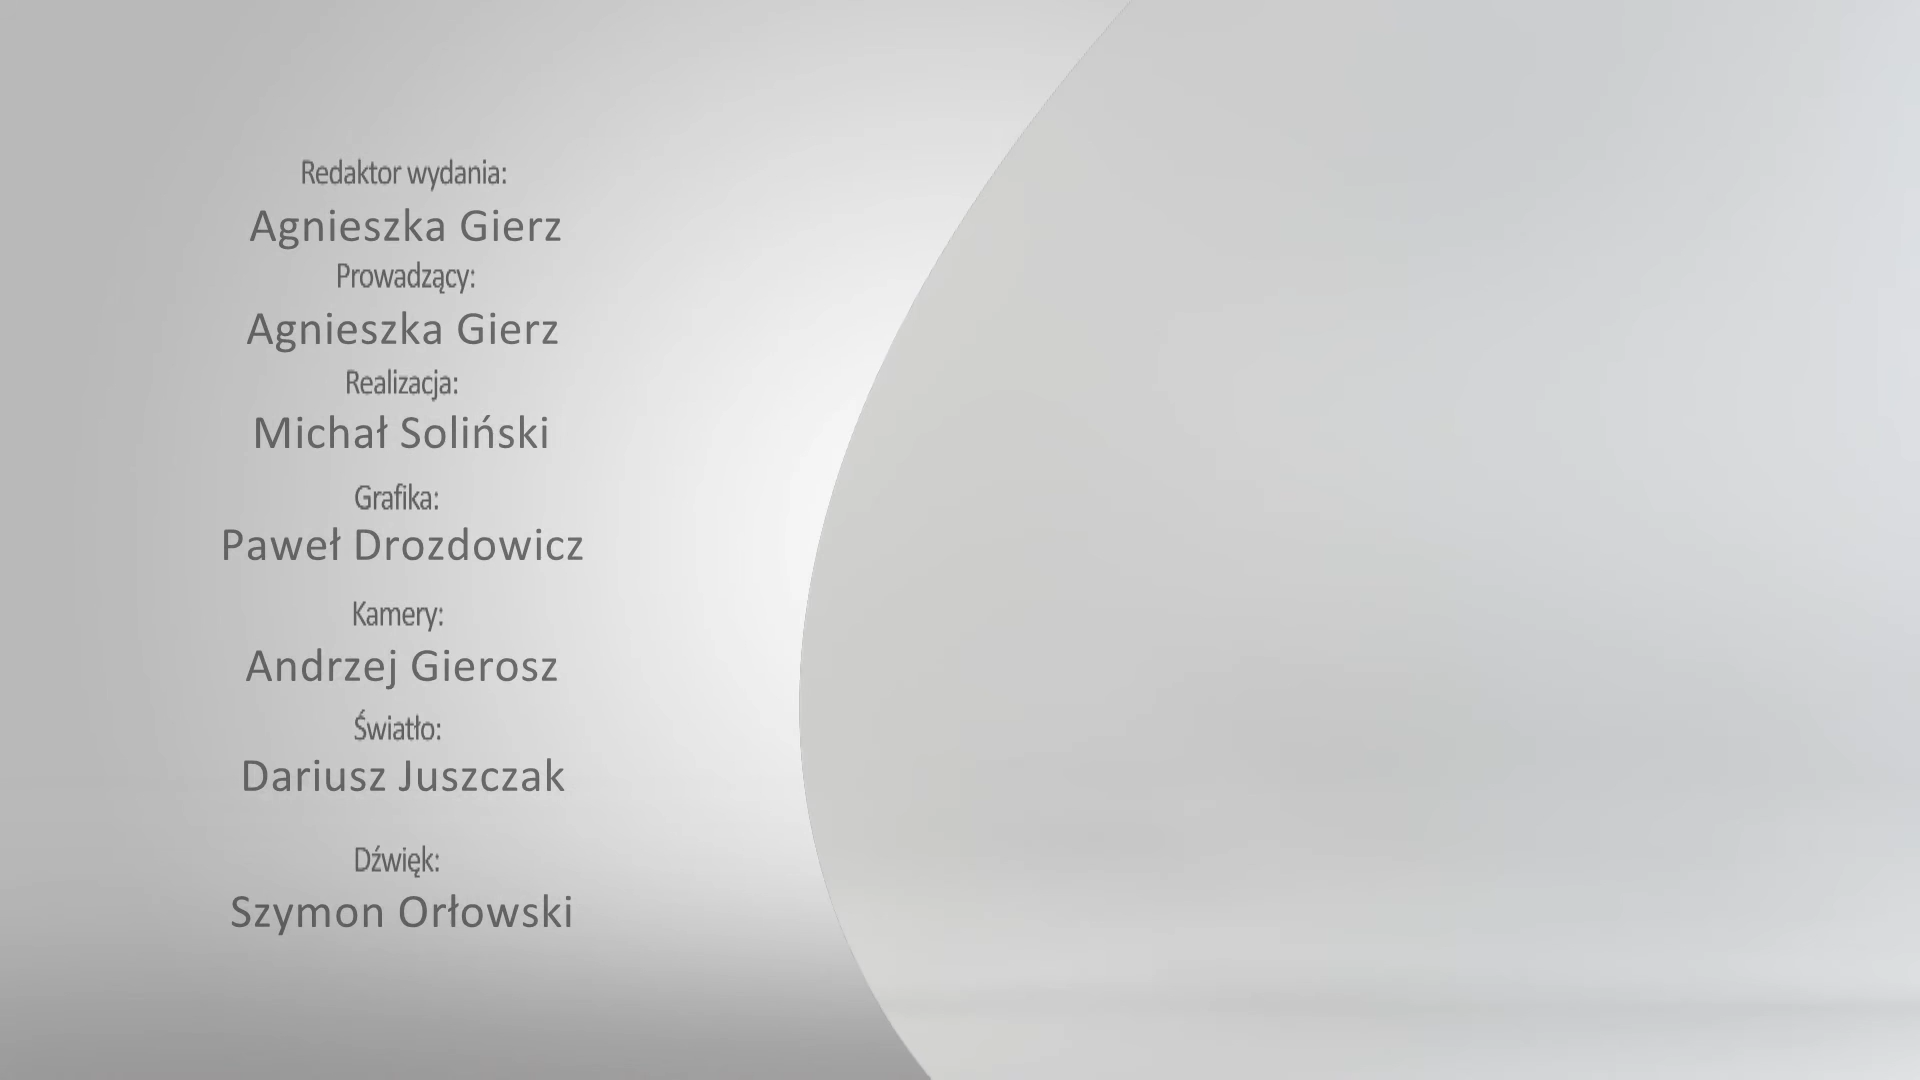 Redaktor wydania:
Agnieszka Gierz
Prowadzący:
Agnieszka Gierz
Realizacja:
Michał Soliński
Grafika:
Paweł Drozdowicz
Kamery:
Andrzej Gierosz
Światło:
Dariusz Juszczak
Dźwięk:
Szymon Orłowski